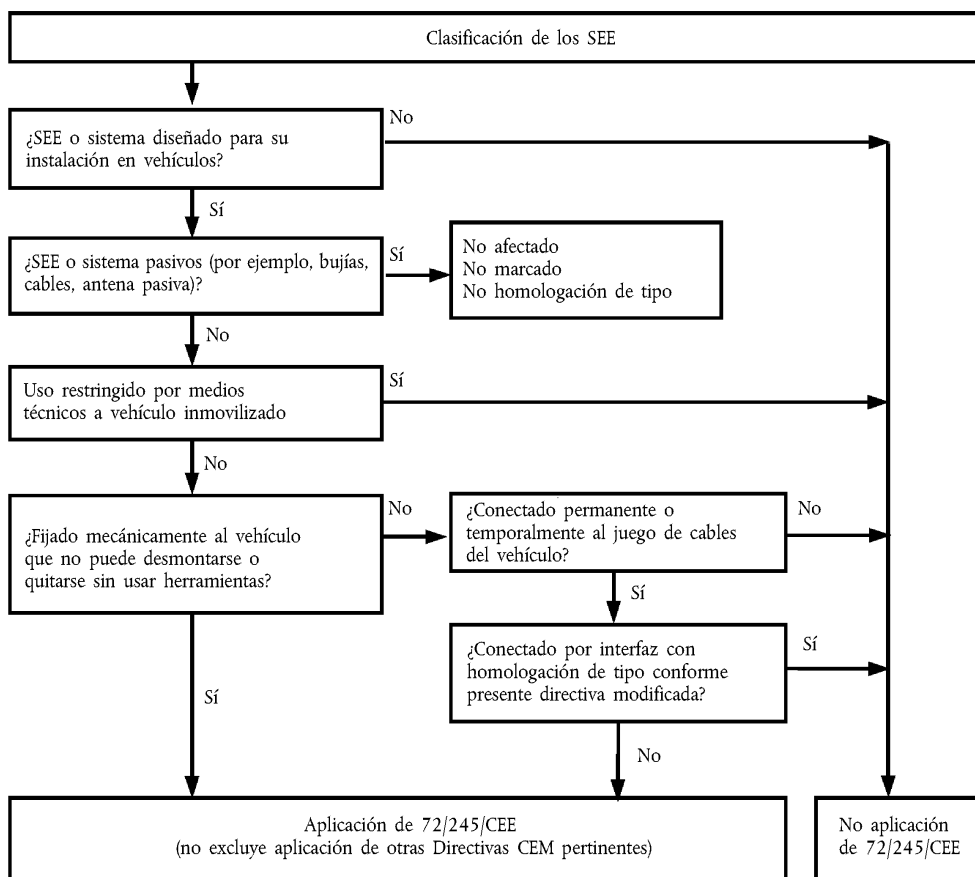 Clasificación de los SEE
¿SEE o sistema diseñado para su
instalación en vehículos?
No
Sí
¿SEE o sistema pasivos (por ejemplo, bujías,
cables, antena pasiva)?
Sí
No afectado
No marcado
No homologación de tipo
No
Uso restringido por medios
técnicos a vehículo inmovilizado
Sí
No
¿Fijado mecánicamente al vehículo
que no puede desmontarse o
quitarse sin usar herramientas?
No
¿Conectado permanente o
temporalmente al juego de cables
del vehículo?
No
Sí
¿Conectado por interfaz con
homologación de tipo conforme
presente directiva modificada?
Sí
Sí
No
Aplicación de 72/245/CEE
(no excluye aplicación de otras Directivas CEM pertinentes)
No aplicación
de 72/245/CEE